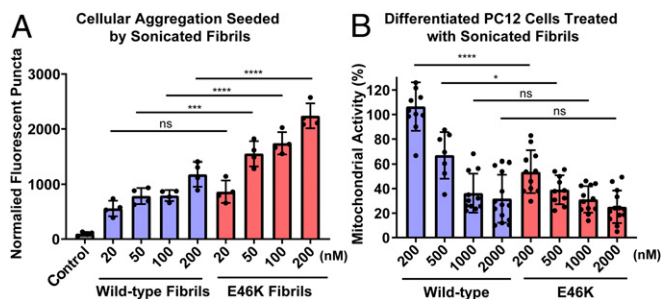 A
Cellular Aggregation Seeded
by Sonicated Fibrils
Normalied Fluorescent Puncta
3000
2000
1000
0
****
****
***
ns
Control
20
50
100
200
20
50
100
200
(nM)
Wild-type Fibrils
E46K Fibrils
B
Differentiated PC12 Cells Treated
with Sonicated Fibrils
Mitochondrial Activity (%)
140
120
100
80
60
40
20
0
****
*
ns
ns
200
500
1000
2000
200
500
1000
2000
(nM)
Wild-type
E46K